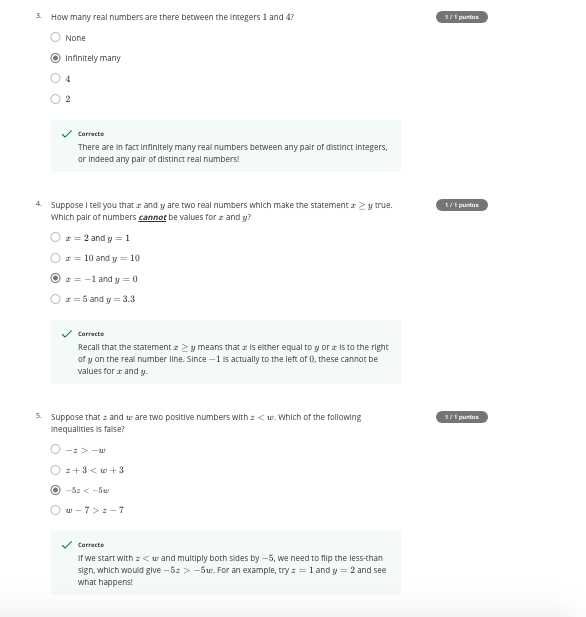 3. How many real numbers are there between the integers 1 and 4?
1 / 1 puntos
None
Infinitely many
4
2
Correcto
There are in fact infinitely many real numbers between any pair of distinct integers,
or indeed any pair of distinct real numbers!
4. Suppose I tell you that x and y are two real numbers which make the statement x ≥ y true.
1 / 1 puntos
Which pair of numbers cannot be values for x and y?
x = 2 and y = 1
x = 10 and y = 10
x = −1 and y = 0
x = 5 and y = 3.3
Correcto
Recall that the statement x ≥ y means that x is either equal to y or x is to the right
of y on the real number line. Since −1 is actually to the left of 0, these cannot be
values for x and y.
5. Suppose that z and w are two positive numbers with z < w. Which of the following
1 / 1 puntos
inequalities is false?
−z > −w
z + 3 < w + 3
−5z < −5w
w − 7 > z − 7
Correcto
If we start with z < w and multiply both sides by −5, we need to flip the less-than
sign, which would give −5z > −5w. For an example, try z = 1 and y = 2 and see
what happens!